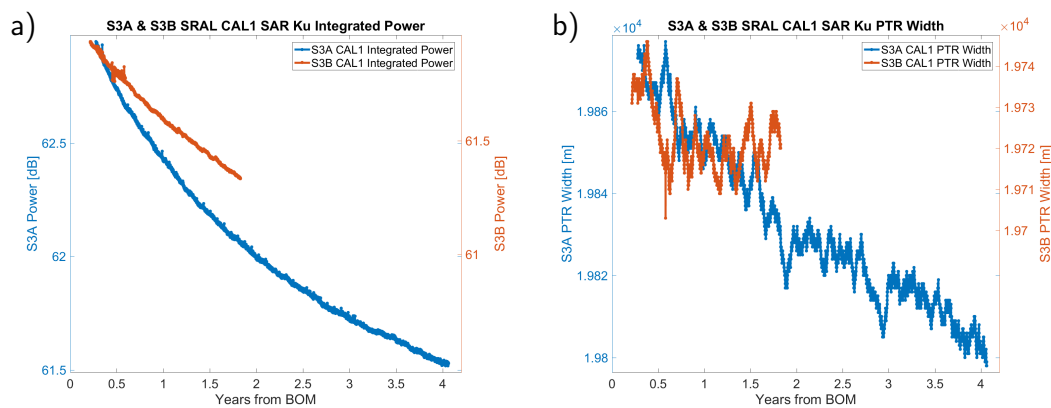 a)
S3A & S3B SRAL CAL1 SAR Ku Integrated Power
S3A CAL1 Integrated Power
S3B CAL1 Integrated Power
S3A Power [dB]
62.5
62
61.5
61.5
61
S3B Power [dB]
0 0.5 1 1.5 2 2.5 3 3.5 4
Years from BOM
b)
S3A & S3B SRAL CAL1 SAR Ku PTR Width
×10⁴
×10⁴
S3A CAL1 PTR Width
S3B CAL1 PTR Width
S3A PTR Width [m]
1.986
1.984
1.982
1.98
1.974
1.973
1.972
1.971
1.97
S3B PTR Width [m]
0 0.5 1 1.5 2 2.5 3 3.5 4
Years from BOM